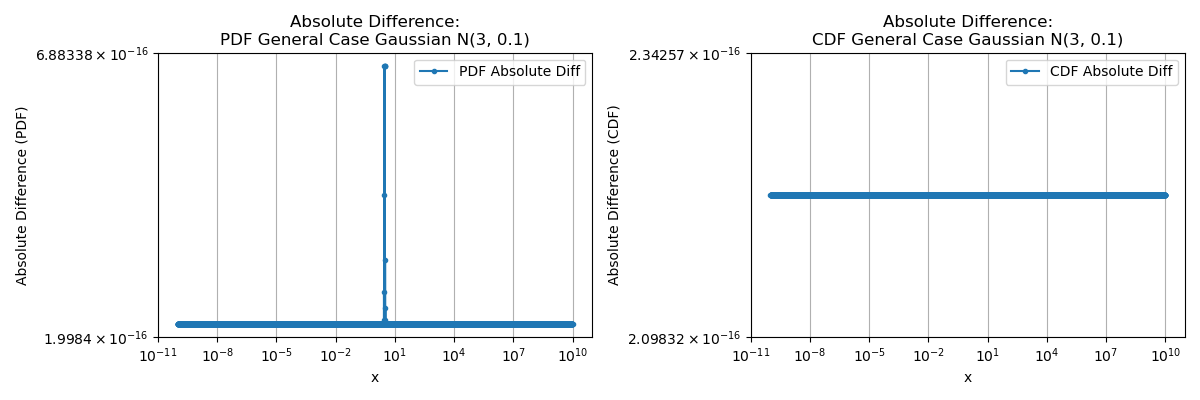 Absolute Difference:
PDF General Case Gaussian N(3, 0.1)
6.88338 × 10⁻¹⁶
1.9984 × 10⁻¹⁶
Absolute Difference (PDF)
PDF Absolute Diff
10⁻¹¹ 10⁻⁸ 10⁻⁵ 10⁻² 10¹ 10⁴ 10⁷ 10¹⁰
x
Absolute Difference:
CDF General Case Gaussian N(3, 0.1)
2.34257 × 10⁻¹⁶
2.09832 × 10⁻¹⁶
Absolute Difference (CDF)
CDF Absolute Diff
10⁻¹¹ 10⁻⁸ 10⁻⁵ 10⁻² 10¹ 10⁴ 10⁷ 10¹⁰
x